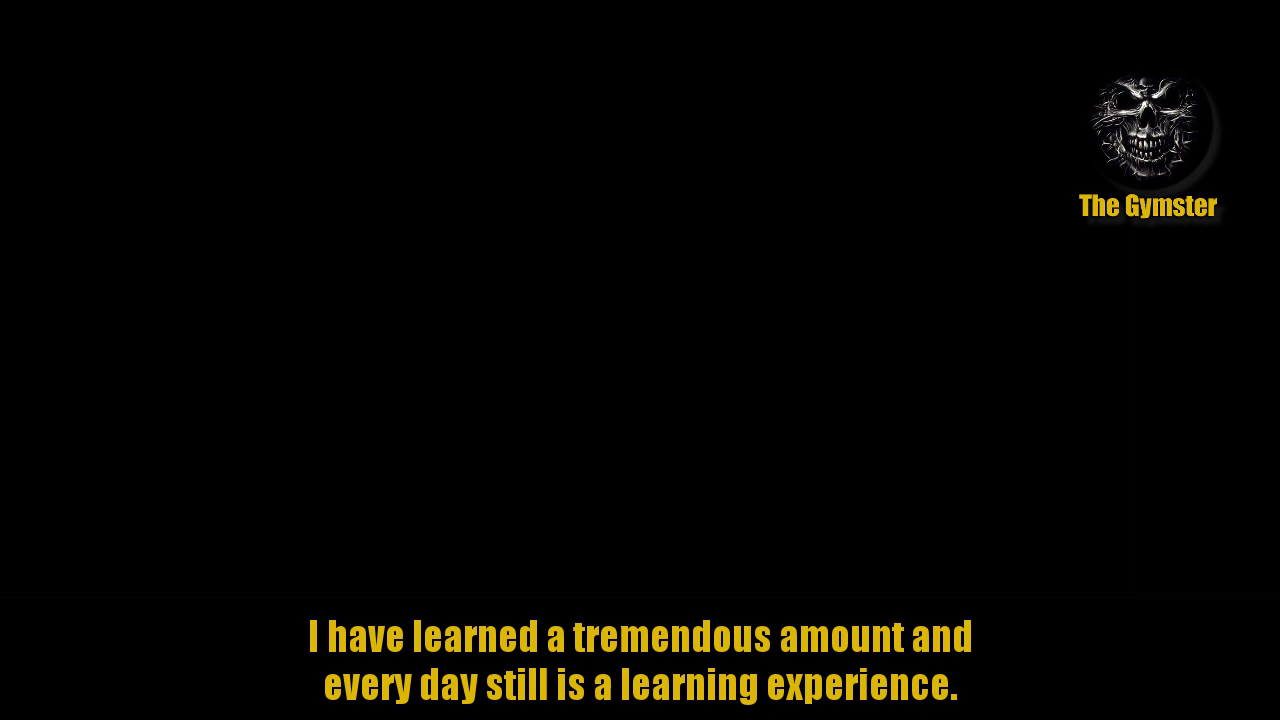 The Gymster
I have learned a tremendous amount and
every day still is a learning experience.